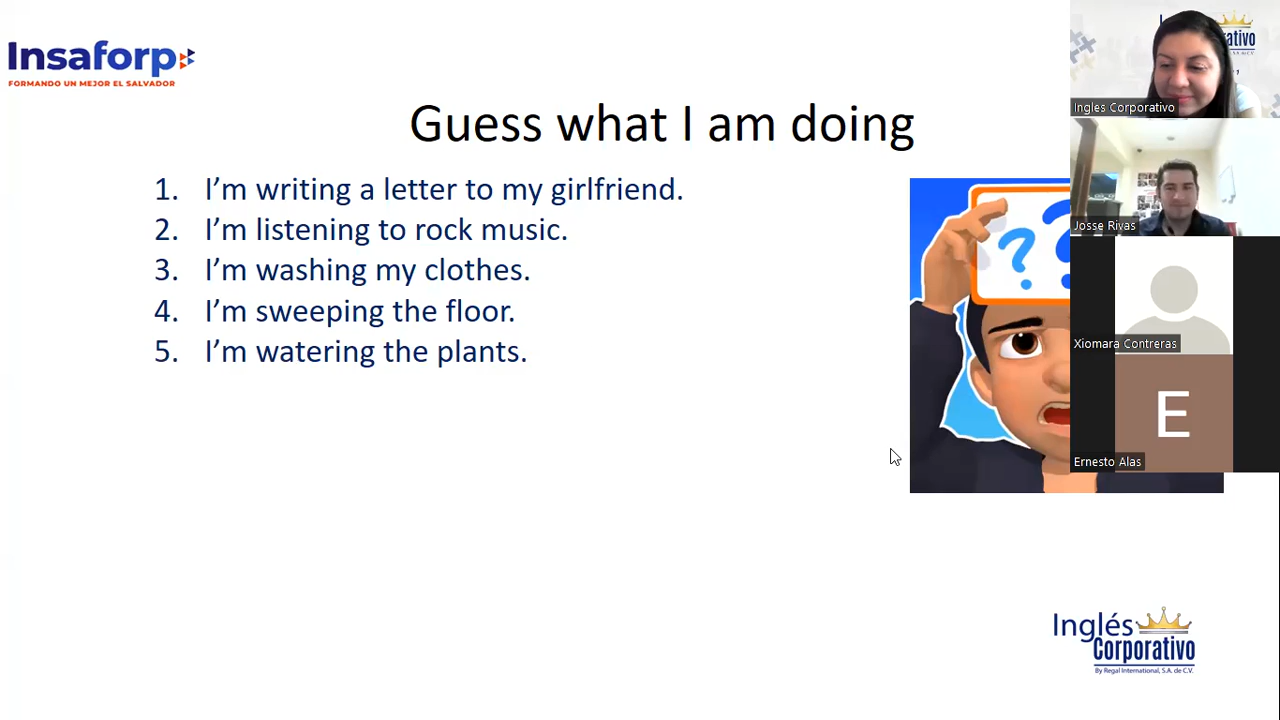 Insaforp
FORMANDO UN MEJOR EL SALVADOR
Guess what I am doing
1. I’m writing a letter to my girlfriend.
2. I’m listening to rock music.
3. I’m washing my clothes.
4. I’m sweeping the floor.
5. I’m watering the plants.
? ?
Ingles Corporativo
Josse Rivas
Xiomara Contreras
E
Ernesto Alas
Inglés
Corporativo
By Regal International, S.A. de C.V.